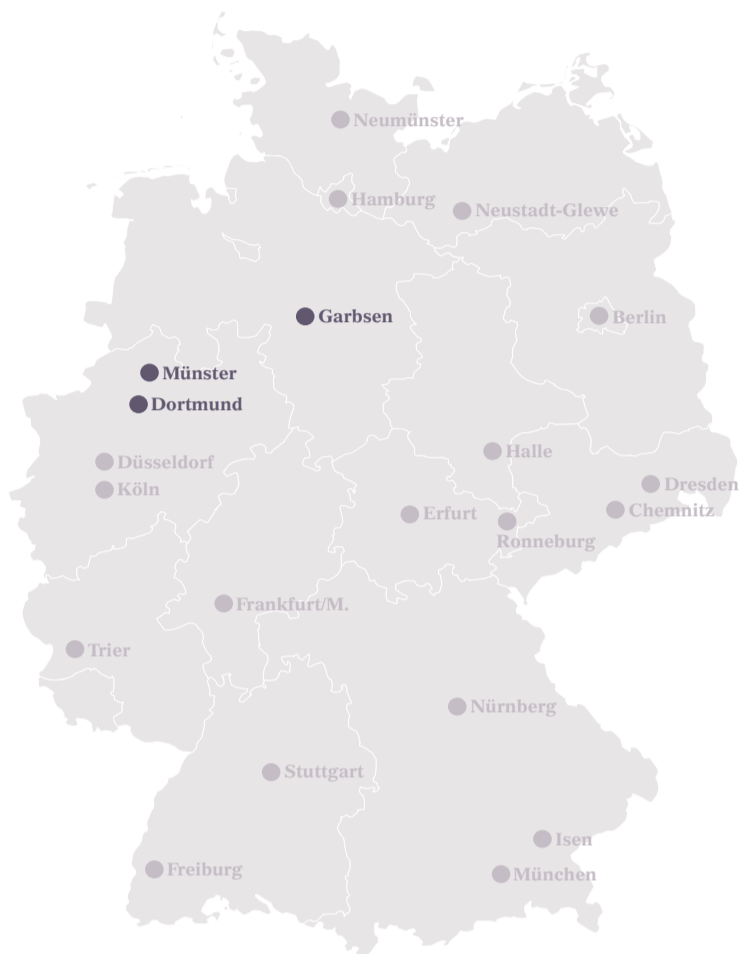 Neumünster
Hamburg
Neustadt-Glewe
Garbsen
Berlin
Münster
Dortmund
Düsseldorf
Halle
Köln
Dresden
Chemnitz
Erfurt
Ronneburg
Frankfurt/M.
Trier
Nürnberg
Stuttgart
Isen
Freiburg
München